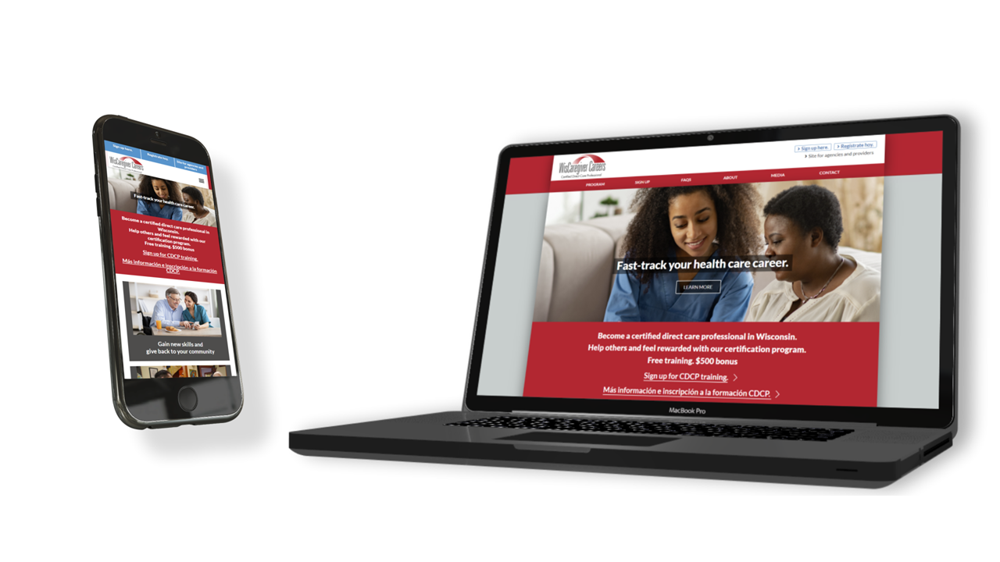 Sign up here.
Regístrate hoy.
Site for agencies and
providers
WisCaregiver Careers
Fast-track your health care career.
Become a certified direct care professional in
Wisconsin.
Help others and feel rewarded with our
certification program.
Free training. $500 bonus
Sign up for CDCP training.
Más información e inscripción a la formación
CDCP.
Gain new skills and
give back to your community
Sign up here.
Regístrate hoy.
Site for agencies and providers
WisCaregiver Careers
Certified Direct Care Professional
PROGRAM SIGN UP FAQS ABOUT MEDIA CONTACT
Fast-track your health care career.
LEARN MORE
Become a certified direct care professional in Wisconsin.
Help others and feel rewarded with our certification program.
Free training. $500 bonus
Sign up for CDCP training.
Más información e inscripción a la formación CDCP.
MacBook Pro